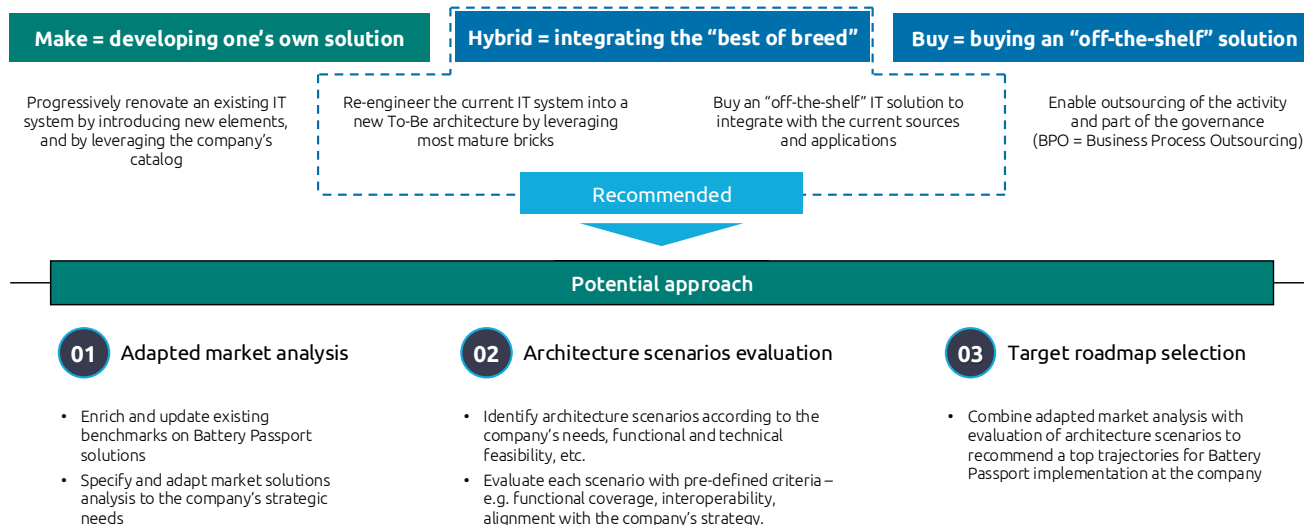 Make = developing one's own solution
Hybrid = integrating the “best of breed”
Buy = buying an “off-the-shelf” solution
Progressively renovate an existing IT
system by introducing new elements,
and by leveraging the company's
catalog
Re-engineer the current IT system into a
new To-Be architecture by leveraging
most mature bricks
Buy an “off-the-shelf” IT solution to
integrate with the current sources
and applications
Enable outsourcing of the activity
and part of the governance
(BPO = Business Process Outsourcing)
Recommended
Potential approach
01 Adapted market analysis
• Enrich and update existing
benchmarks on Battery Passport
solutions
• Specify and adapt market solutions
analysis to the company's strategic
needs
02 Architecture scenarios evaluation
• Identify architecture scenarios according to the
company's needs, functional and technical
feasibility, etc.
• Evaluate each scenario with pre-defined criteria –
e.g. functional coverage, interoperability,
alignment with the company's strategy.
03 Target roadmap selection
• Combine adapted market analysis with
evaluation of architecture scenarios to
recommend a top trajectories for Battery
Passport implementation at the company